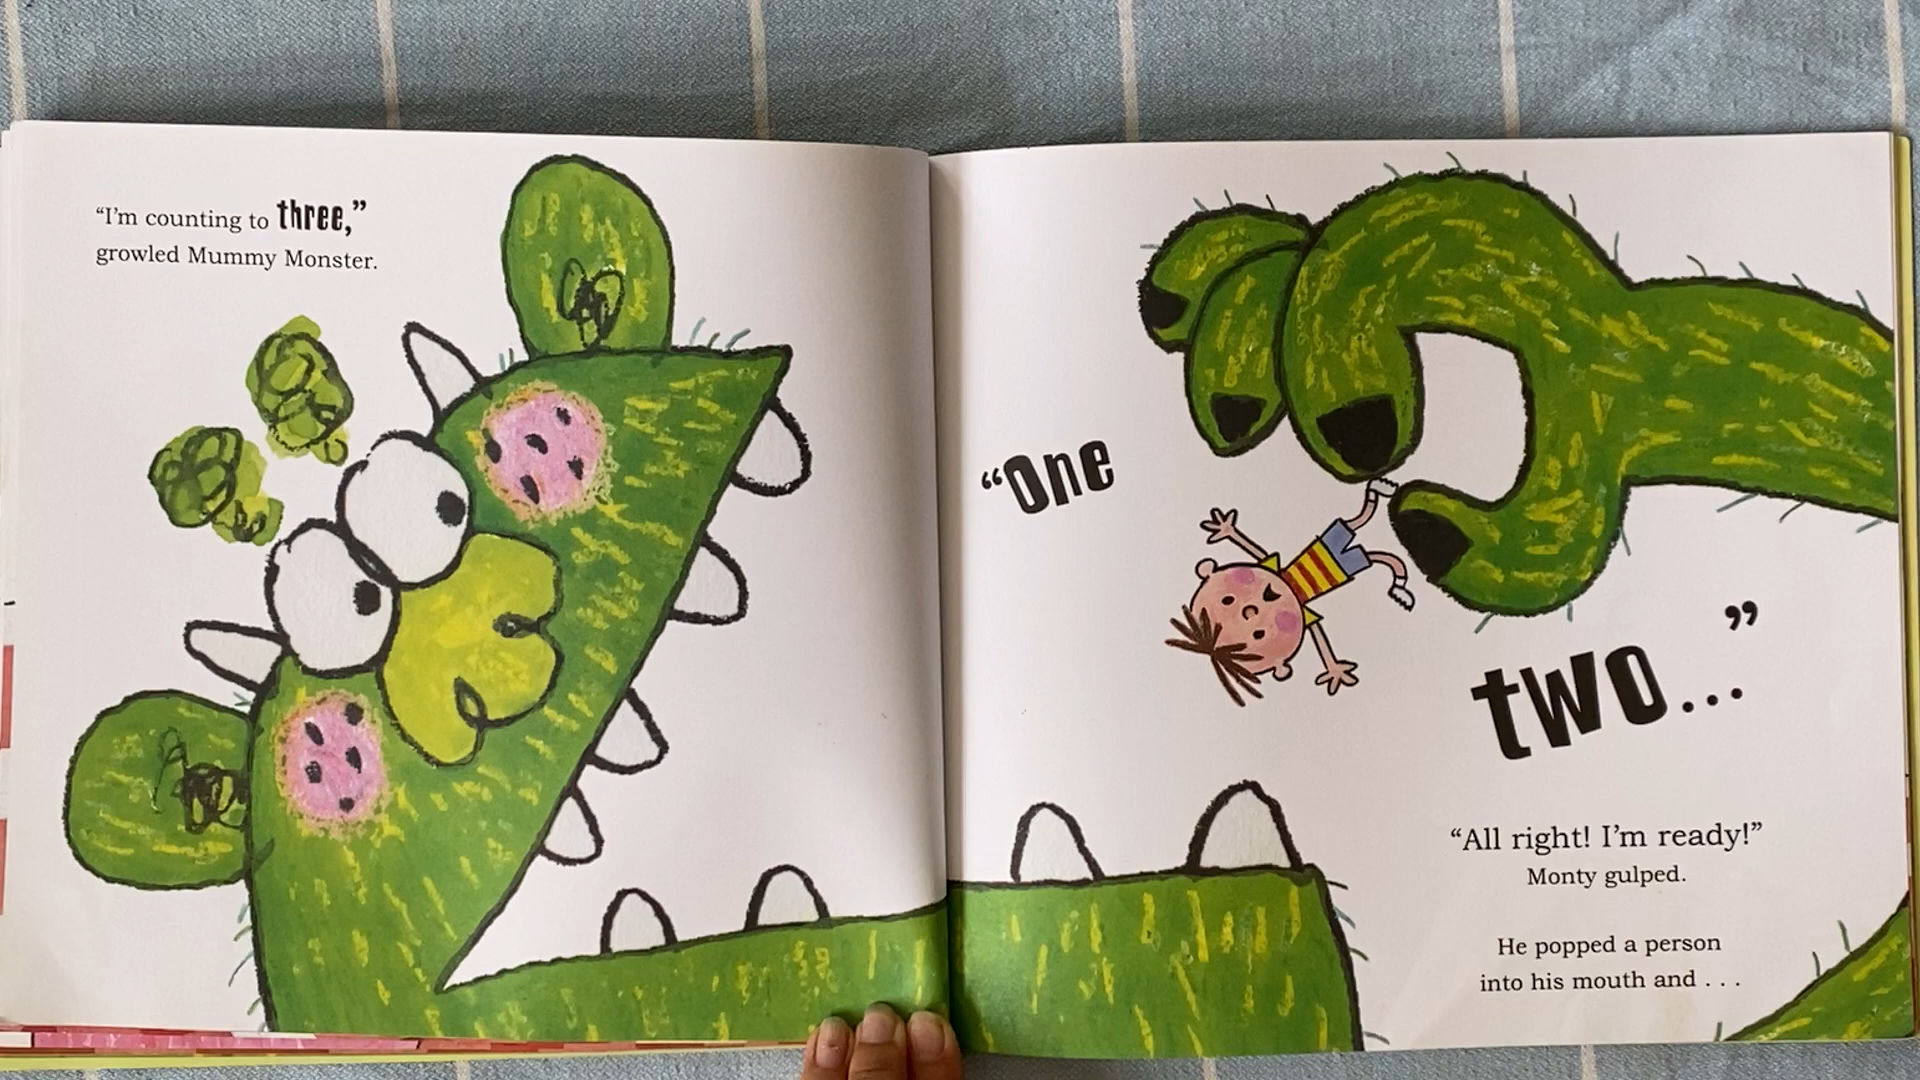 “I’m counting to three,”
growled Mummy Monster.
“One
two...”
“All right! I’m ready!”
Monty gulped.
He popped a person
into his mouth and . . .